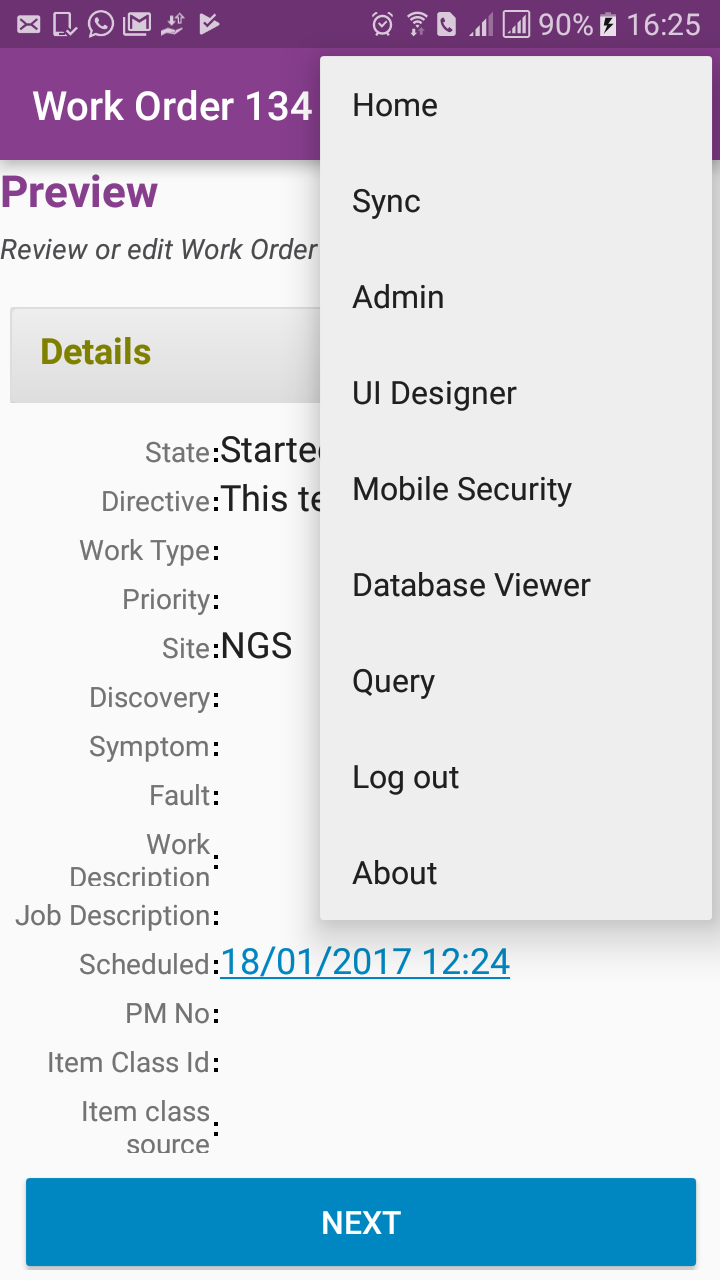 90% 16:25
Work Order 134
Home
Sync
Admin
UI Designer
Mobile Security
Database Viewer
Query
Log out
About
Preview
Review or edit Work Order
Details
State:Started
Directive:This te
Work Type:
Priority:
Site:NGS
Discovery:
Symptom:
Fault:
Work
Description:
Job Description:
Scheduled:18/01/2017 12:24
PM No:
Item Class Id:
Item class
source:
NEXT